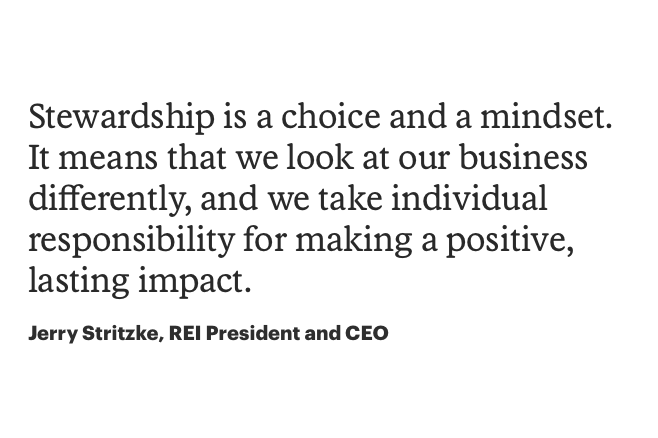 Stewardship is a choice and a mindset.
It means that we look at our business
differently, and we take individual
responsibility for making a positive,
lasting impact.
Jerry Stritzke, REI President and CEO